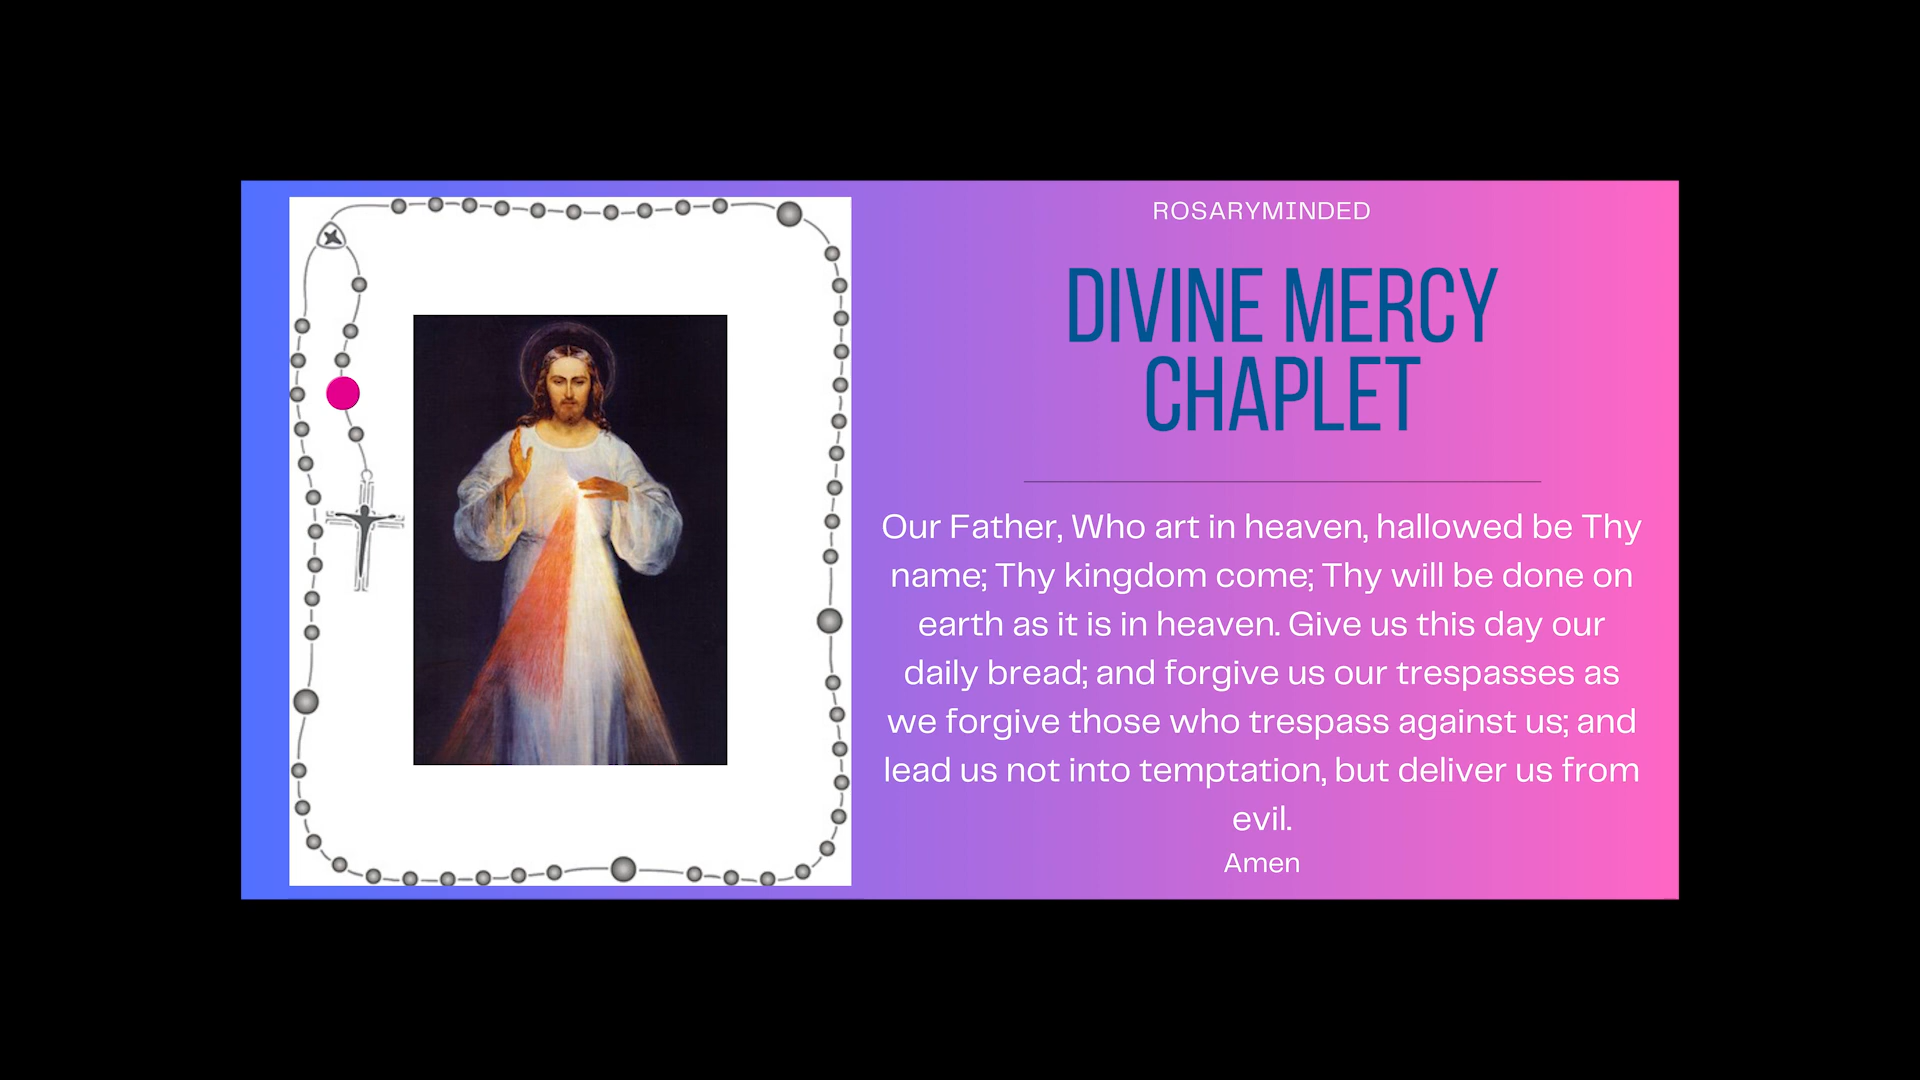 ROSARYMINDED
DIVINE MERCY
CHAPLET
Our Father, Who art in heaven, hallowed be Thy
name; Thy kingdom come; Thy will be done on
earth as it is in heaven. Give us this day our
daily bread; and forgive us our trespasses as
we forgive those who trespass against us; and
lead us not into temptation, but deliver us from
evil.
Amen